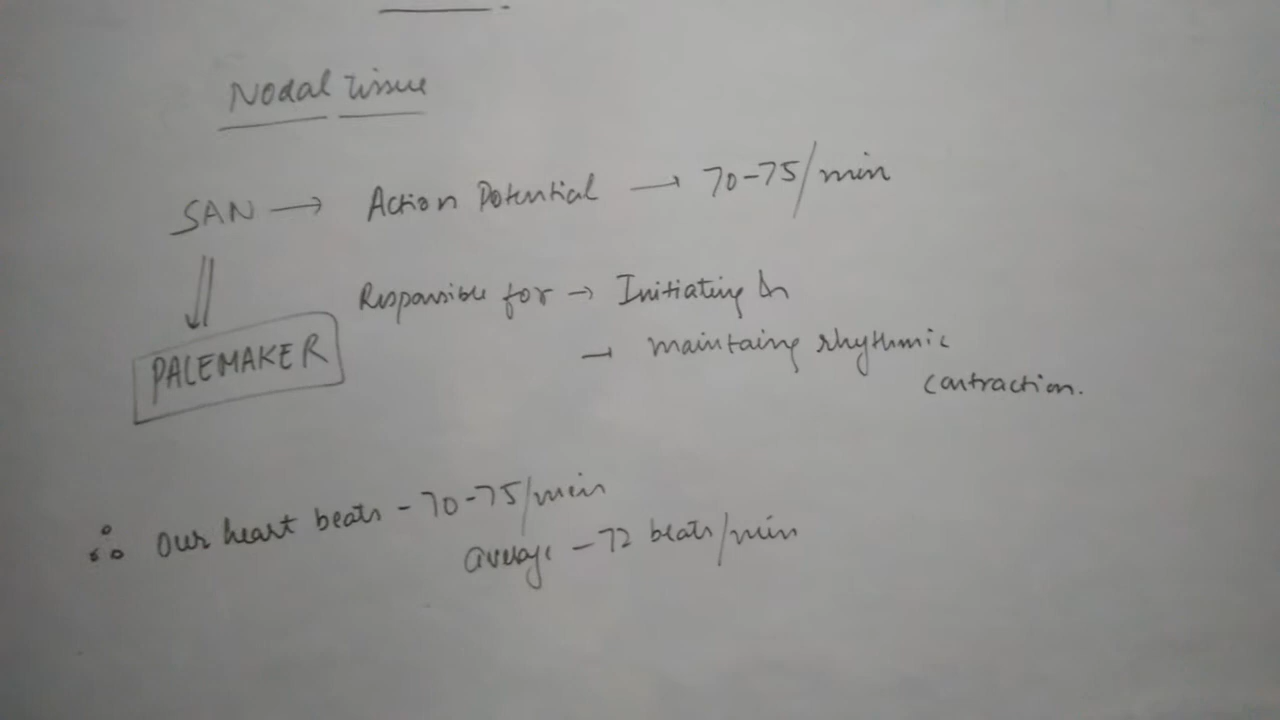 Nodal Tissue
SAN → Action Potential → 70-75/min
Responsible for → Initiating &
→ maintaing rhythmic
contraction.
PALEMAKER
∴ Our heart beats - 70-75/min
average - 72 beats/min